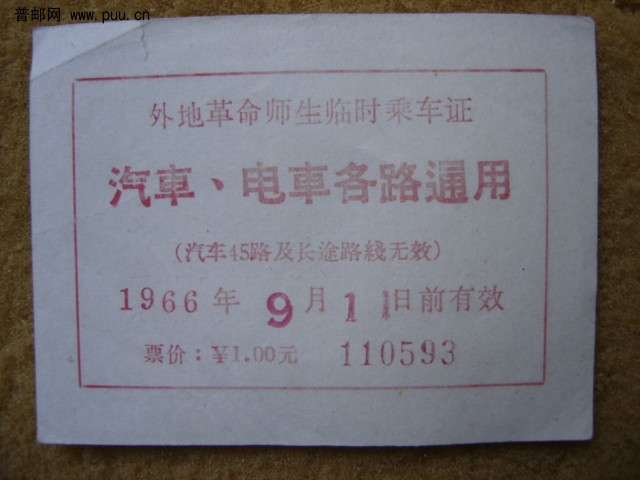 普邮网 www.puu.cn
外地革命师生临时乘车证
汽車、电車各路通用
(汽车45路及长途路綫无效)
1966年 9月11日前有效
票价:¥1.00元 110593